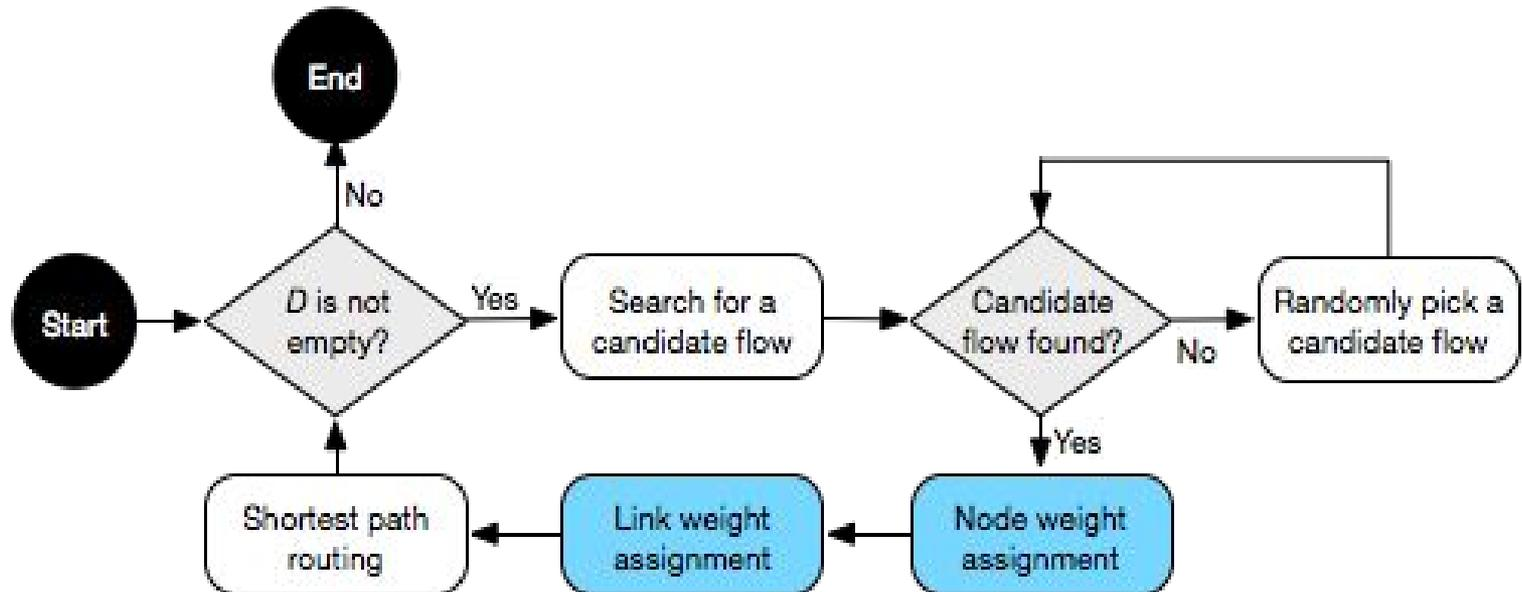 End
No
Start
D is not
empty?
Yes
Search for a
candidate flow
Candidate
flow found?
No
Randomly pick a
candidate flow
Yes
Shortest path
routing
Link weight
assignment
Node weight
assignment